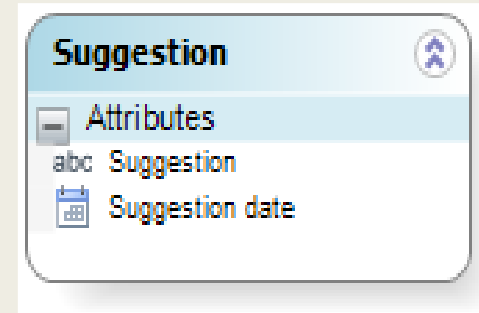 Suggestion
Attributes
abc Suggestion
Suggestion date